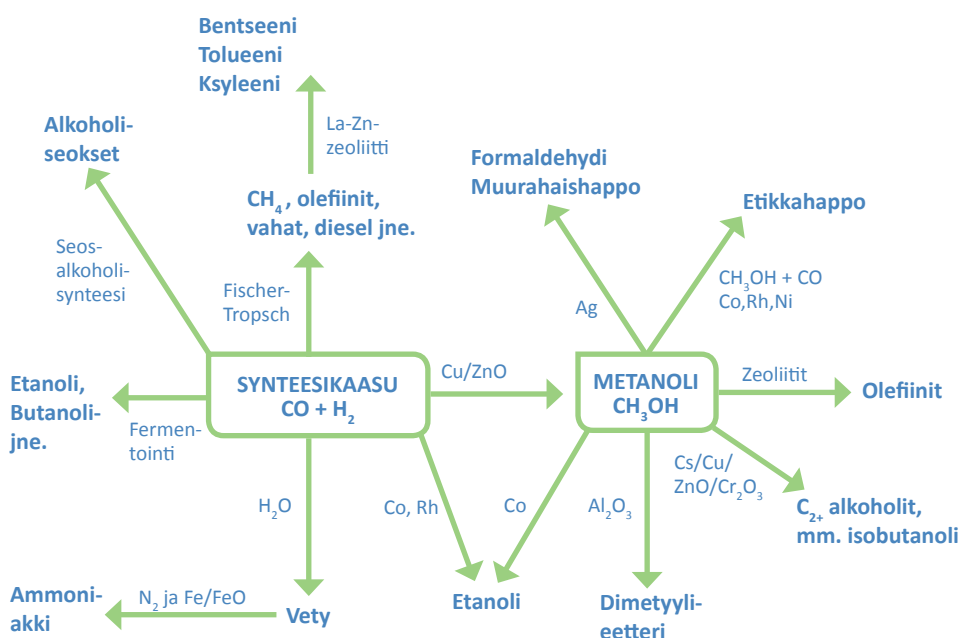 Bentseeni
Tolueeni
Ksyleeni
La-Zn-
zeoliitti
Alkoholi-
seokset
Formaldehydi
Muurahaishappo
Etikkahappo
CH₄ , olefiinit,
vahat, diesel jne.
Seos-
alkoholi-
synteesi
Fischer-
Tropsch
Ag
CH₃OH + CO
Co,Rh,Ni
Etanoli,
Butanoli-
jne.
Fermen-
tointi
SYNTEESIKAASU
CO + H₂
Cu/ZnO
METANOLI
CH₃OH
Zeoliitit
Olefiinit
H₂O
Co, Rh
Co
Al₂O₃
Cs/Cu/
ZnO/Cr₂O₃
C₂₊ alkoholit,
mm. isobutanoli
Ammoni-
akki
N₂ ja Fe/FeO
Vety
Etanoli
Dimetyyli-
eetteri